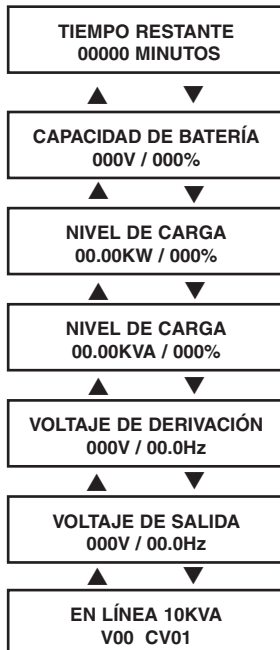 TIEMPO RESTANTE
00000 MINUTOS
CAPACIDAD DE BATERÍA
000V / 000%
NIVEL DE CARGA
00.00KW / 000%
NIVEL DE CARGA
00.00KVA / 000%
VOLTAJE DE DERIVACIÓN
000V / 00.0Hz
VOLTAJE DE SALIDA
000V / 00.0Hz
EN LÍNEA 10KVA
V00 CV01